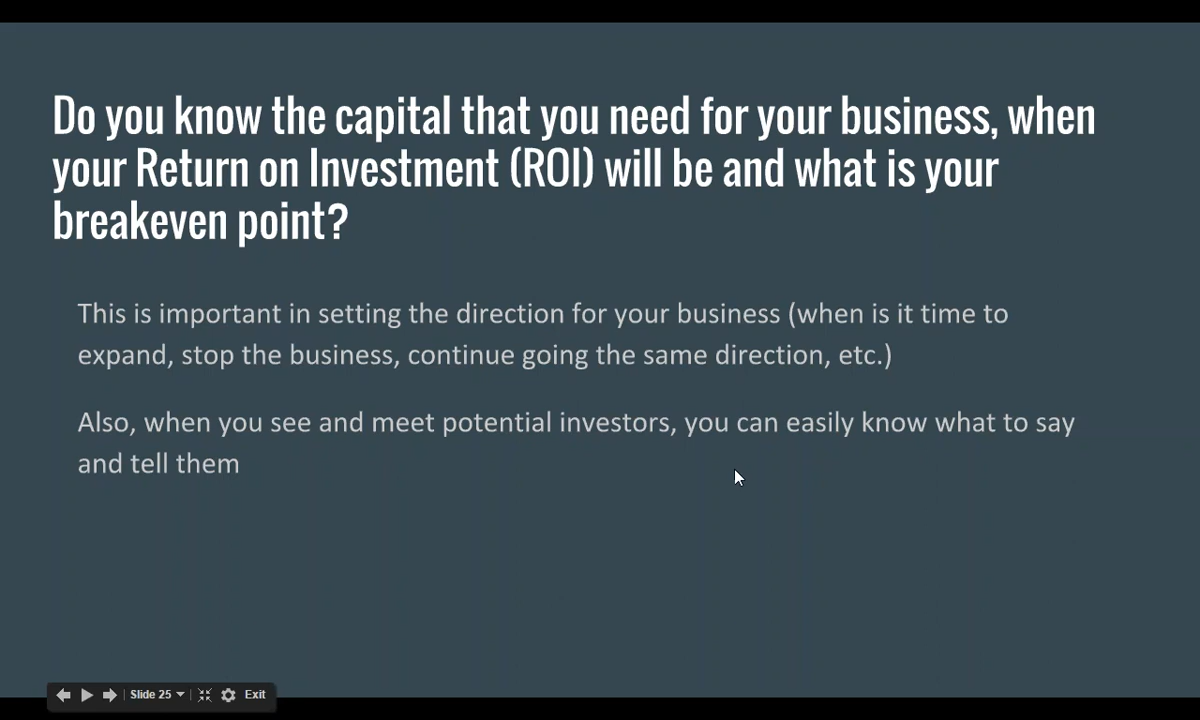 Do you know the capital that you need for your business, when
your Return on Investment (ROI) will be and what is your
breakeven point?
This is important in setting the direction for your business (when is it time to
expand, stop the business, continue going the same direction, etc.)
Also, when you see and meet potential investors, you can easily know what to say
and tell them
Slide 25 Exit